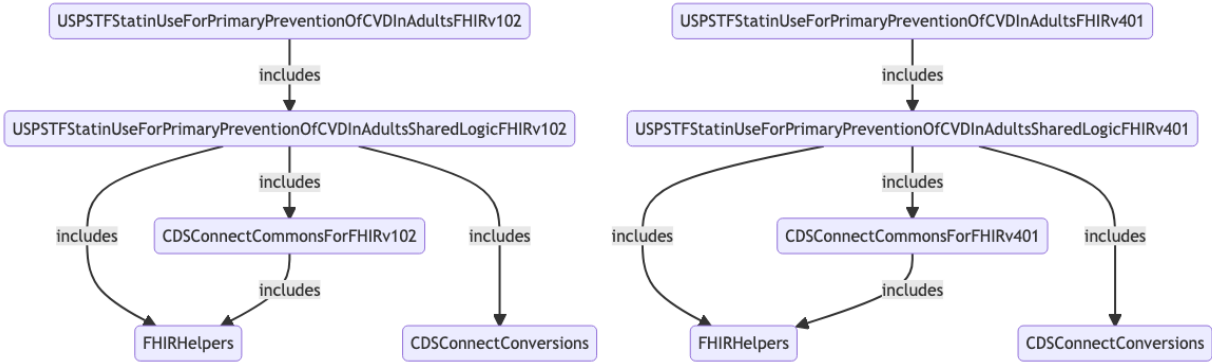 USPSTFStatinUseForPrimaryPreventionOfCVDInAdultsFHIRv102
includes
USPSTFStatinUseForPrimaryPreventionOfCVDInAdultsSharedLogicFHIRv102
includes
includes
CDSConnectCommonsForFHIRv102
includes
includes
FHIRHelpers
CDSConnectConversions
USPSTFStatinUseForPrimaryPreventionOfCVDInAdultsFHIRv401
includes
USPSTFStatinUseForPrimaryPreventionOfCVDInAdultsSharedLogicFHIRv401
includes
includes
CDSConnectCommonsForFHIRv401
includes
includes
FHIRHelpers
CDSConnectConversions